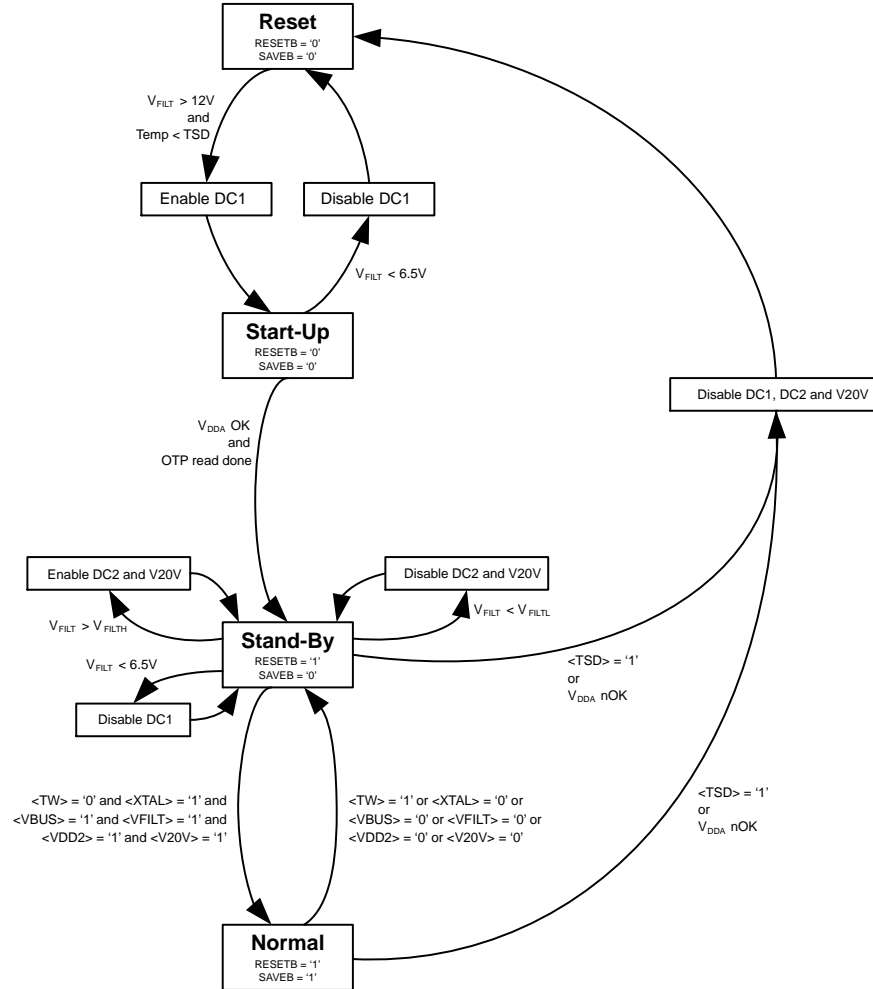 Reset
RESETB = ‘0’
SAVEB = ‘0’
VFILT > 12V
and
Temp < TSD
Enable DC1
Disable DC1
VFILT < 6.5V
Start-Up
RESETB = ‘0’
SAVEB = ‘0’
Disable DC1, DC2 and V20V
VDDA OK
and
OTP read done
Enable DC2 and V20V
Disable DC2 and V20V
VFILT > VFILTH
VFILT < VFILTL
Stand-By
RESETB = ‘1’
SAVEB = ‘0’
VFILT < 6.5V
Disable DC1
<TSD> = ‘1’
or
VDDA nOK
<TW> = ‘0’ and <XTAL> = ‘1’ and
<VBUS> = ‘1’ and <VFILT> = ‘1’ and
<VDD2> = ‘1’ and <V20V> = ‘1’
<TW> = ‘1’ or <XTAL> = ‘0’ or
<VBUS> = ‘0’ or <VFILT> = ‘0’ or
<VDD2> = ‘0’ or <V20V> = ‘0’
<TSD> = ‘1’
or
VDDA nOK
Normal
RESETB = ‘1’
SAVEB = ‘1’